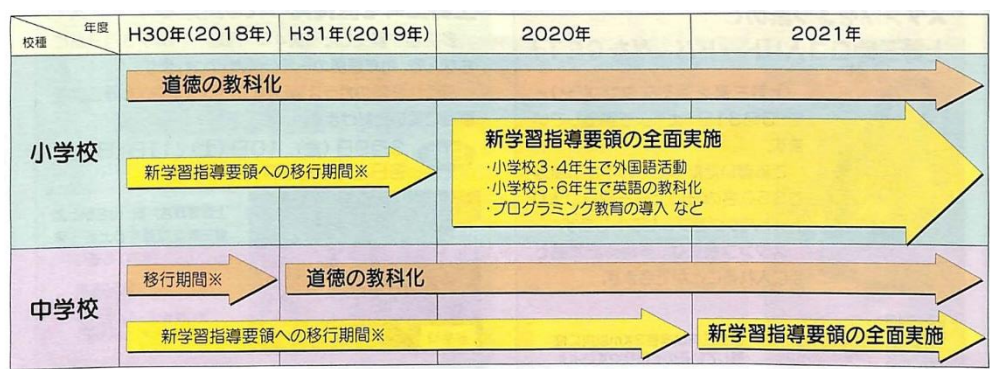 年度
校種
H30年(2018年) H31年(2019年) 2020年 2021年
小学校
道徳の教科化
新学習指導要領への移行期間※
新学習指導要領の全面実施
・小学校3・4年生で外国語活動
・小学校5・6年生で英語の教科化
・プログラミング教育の導入 など
中学校
移行期間※ 道徳の教科化
新学習指導要領への移行期間※ 新学習指導要領の全面実施